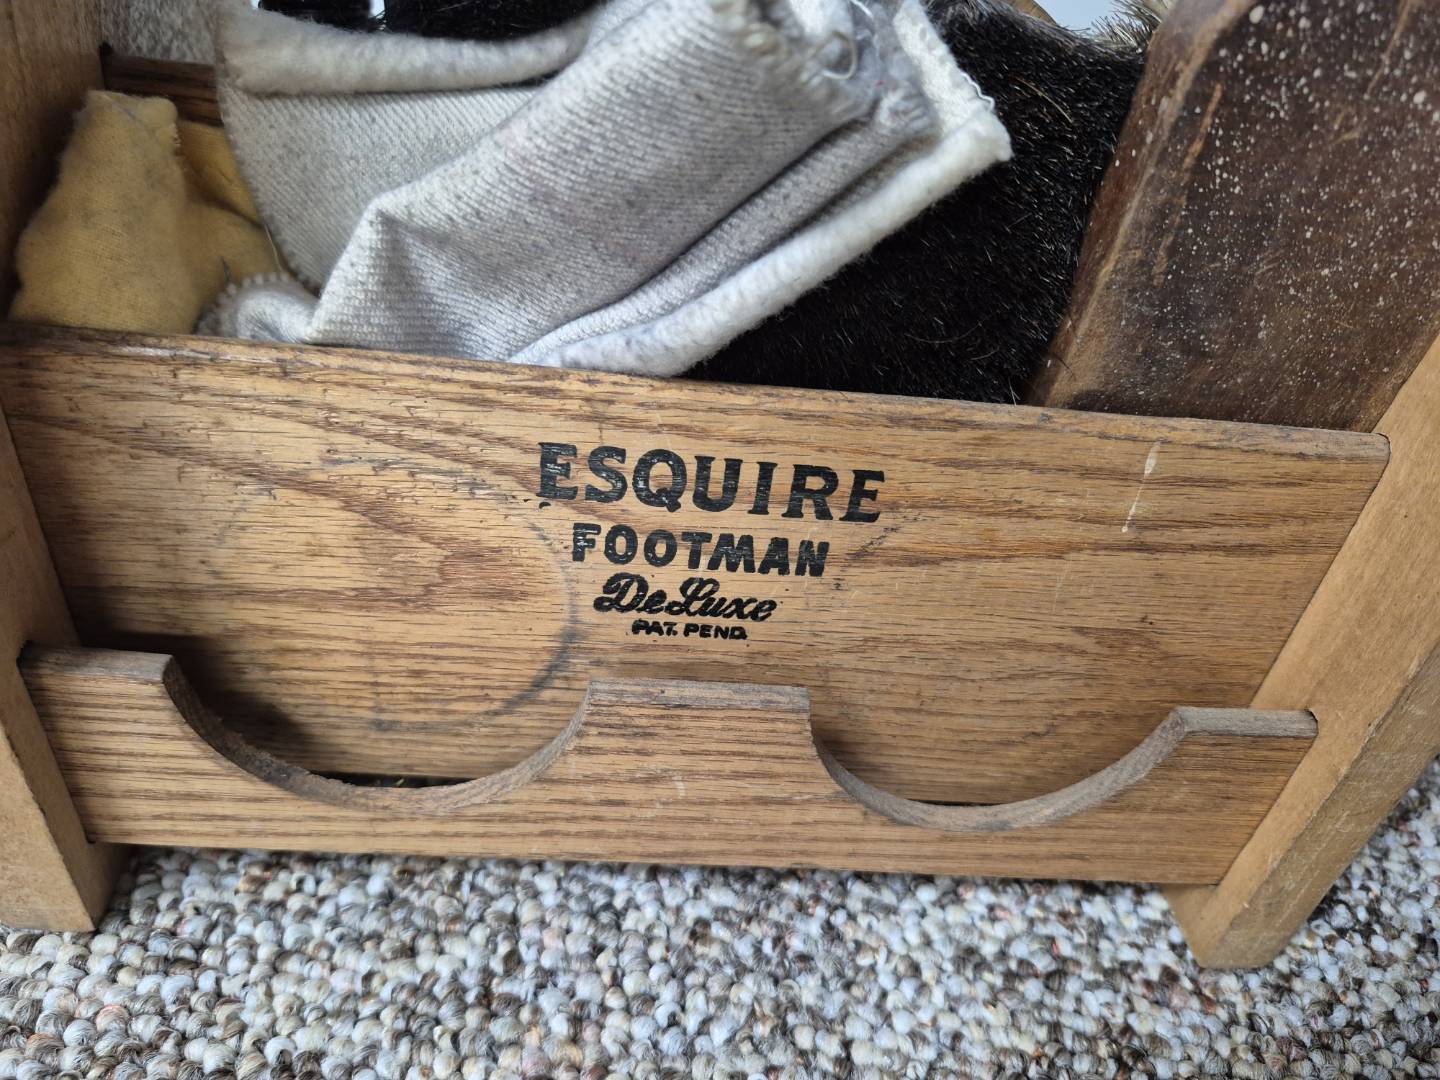 ESQUIRE
FOOTMAN
DeLuxe
PAT. PEND.